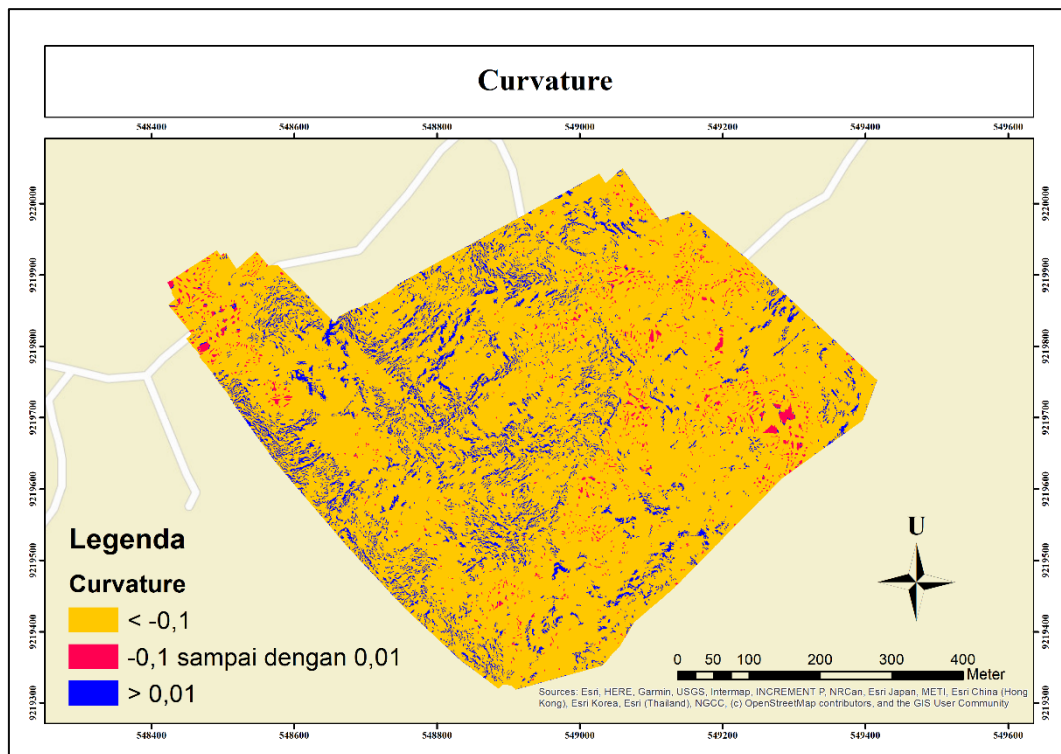 Curvature
548400 548600 548800 549000 549200 549400 549600
9220000 9220000
9219900 9219900
9219800 9219800
9219700 9219700
9219600 9219600
9219500 9219500
9219400 9219400
9219300 9219300
Legenda
Curvature
< -0,1
-0,1 sampai dengan 0,01
> 0,01
U
0 50 100 200 300 400
Meter
Sources: Esri, HERE, Garmin, USGS, Intermap, INCREMENT P, NRCan, Esri Japan, METI, Esri China (Hong
Kong), Esri Korea, Esri (Thailand), NGCC, (c) OpenStreetMap contributors, and the GIS User Community
548400 548600 548800 549000 549200 549400 549600